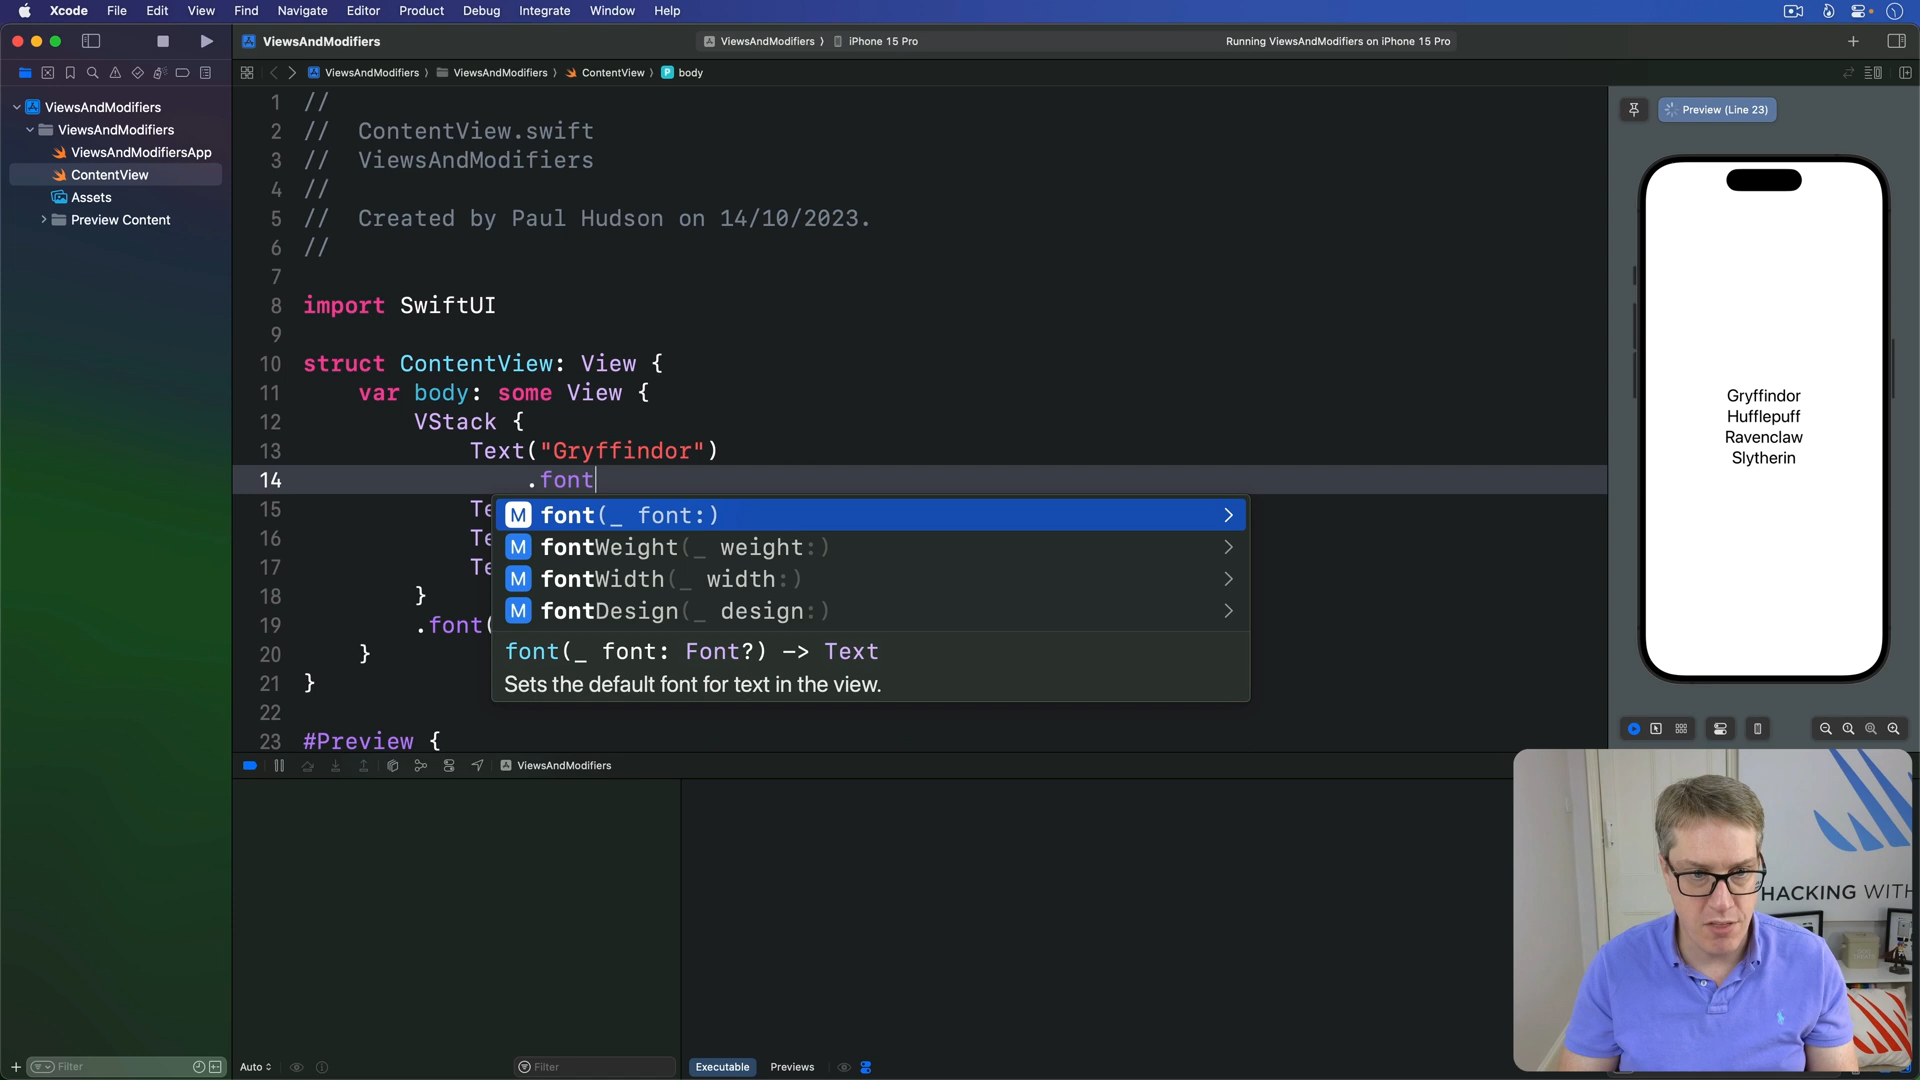 Xcode File Edit View Find Navigate Editor Product Debug Integrate Window Help
ViewsAndModifiers
ViewsAndModifiers 〉 iPhone 15 Pro
Running ViewsAndModifiers on iPhone 15 Pro
ViewsAndModifiers 〉 ViewsAndModifiers 〉 ContentView 〉 P body
ViewsAndModifiers
ViewsAndModifiers
ViewsAndModifiersApp
ContentView
Assets
Preview Content
1 //
2 // ContentView.swift
3 // ViewsAndModifiers
4 //
5 // Created by Paul Hudson on 14/10/2023.
6 //
7
8 import SwiftUI
9
10 struct ContentView: View {
11 var body: some View {
12 VStack {
13 Text("Gryffindor")
14 .font
15 Te
16 Te
17 Te
18 }
19 .font(
20 }
21 }
22
23 #Preview {
M font(_ font:)
M fontWeight(_ weight:)
M fontWidth(_ width:)
M fontDesign(_ design:)
font(_ font: Font?) -> Text
Sets the default font for text in the view.
Preview (Line 23)
Gryffindor
Hufflepuff
Ravenclaw
Slytherin
ViewsAndModifiers
HACKING WITH
Filter
Auto
Filter
Executable
Previews